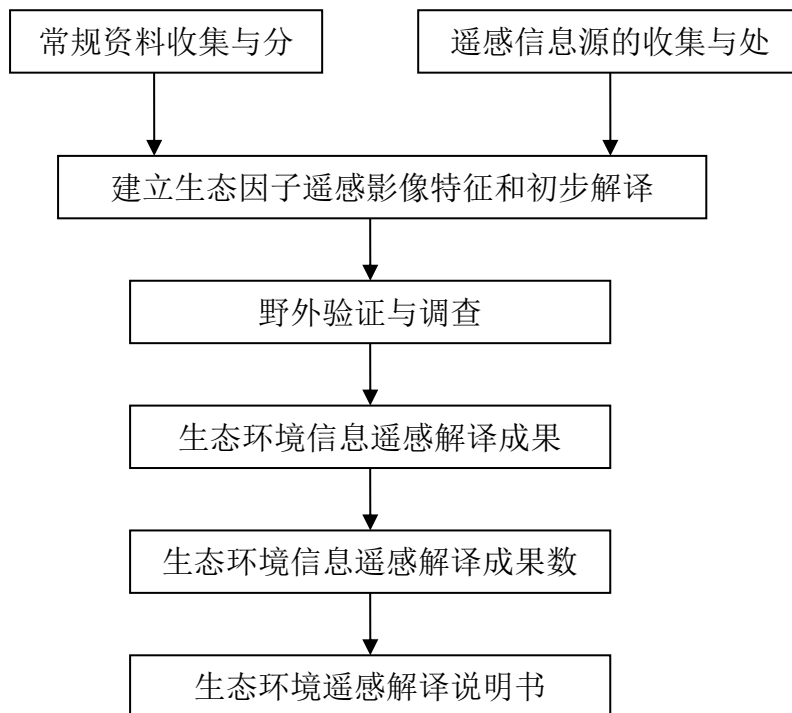 常规资料收集与分
遥感信息源的收集与处
建立生态因子遥感影像特征和初步解译
野外验证与调查
生态环境信息遥感解译成果
生态环境信息遥感解译成果数
生态环境遥感解译说明书